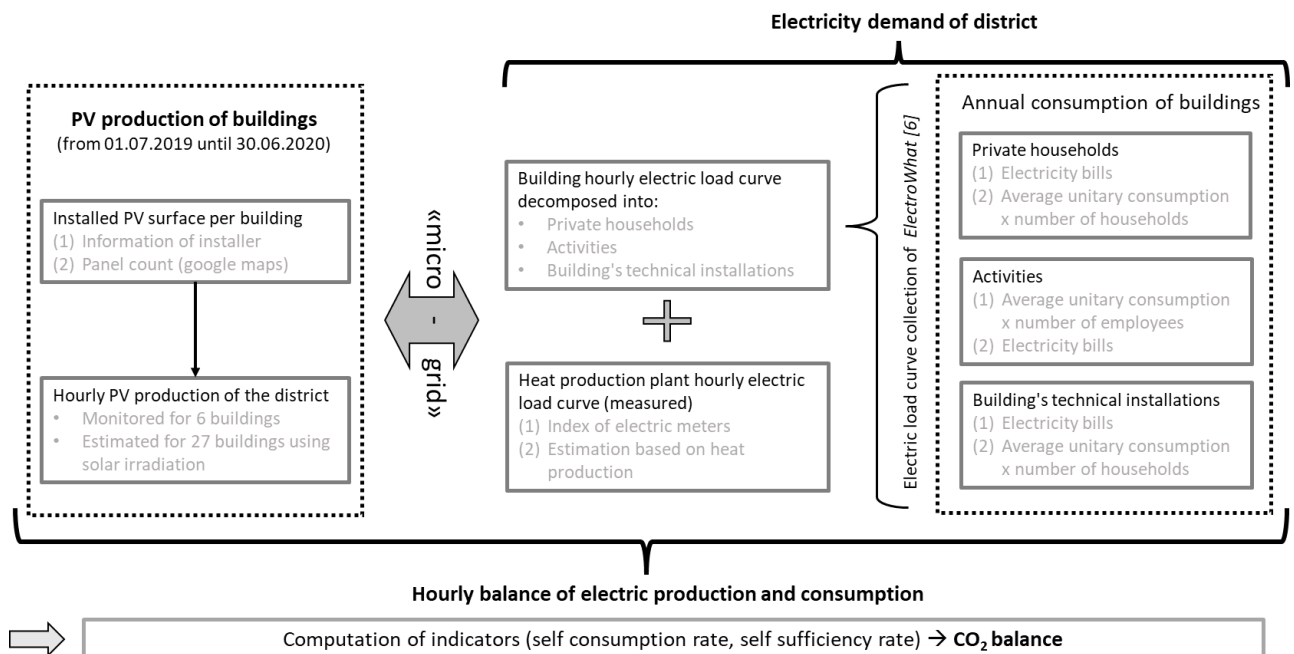 Electricity demand of district
PV production of buildings
(from 01.07.2019 until 30.06.2020)
Installed PV surface per building
(1) Information of installer
(2) Panel count (google maps)
Hourly PV production of the district
• Monitored for 6 buildings
• Estimated for 27 buildings using
solar irradiation
«micro
-
grid»
Building hourly electric load curve
decomposed into:
• Private households
• Activities
• Building's technical installations
Heat production plant hourly electric
load curve (measured)
(1) Index of electric meters
(2) Estimation based on heat
production
Electric load curve collection of ElectroWhat [6]
Annual consumption of buildings
Private households
(1) Electricity bills
(2) Average unitary consumption
x number of households
Activities
(1) Average unitary consumption
x number of employees
(2) Electricity bills
Building's technical installations
(1) Electricity bills
(2) Average unitary consumption
x number of households
Hourly balance of electric production and consumption
Computation of indicators (self consumption rate, self sufficiency rate) → CO₂ balance